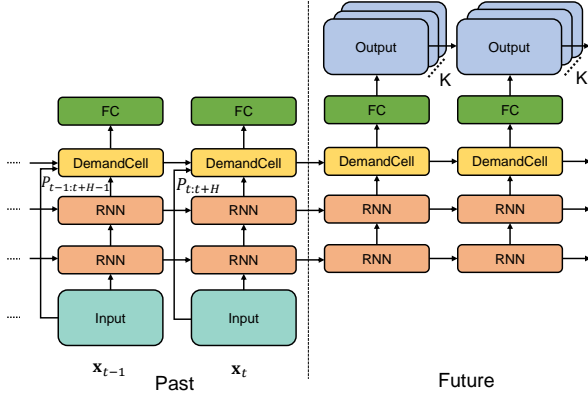 Output
Output
K
K
FC
FC
FC
FC
DemandCell
DemandCell
DemandCell
DemandCell
P_{t-1:t+H-1}
P_{t:t+H}
RNN
RNN
RNN
RNN
RNN
RNN
RNN
RNN
Input
Input
x_{t-1}
x_t
Past
Future